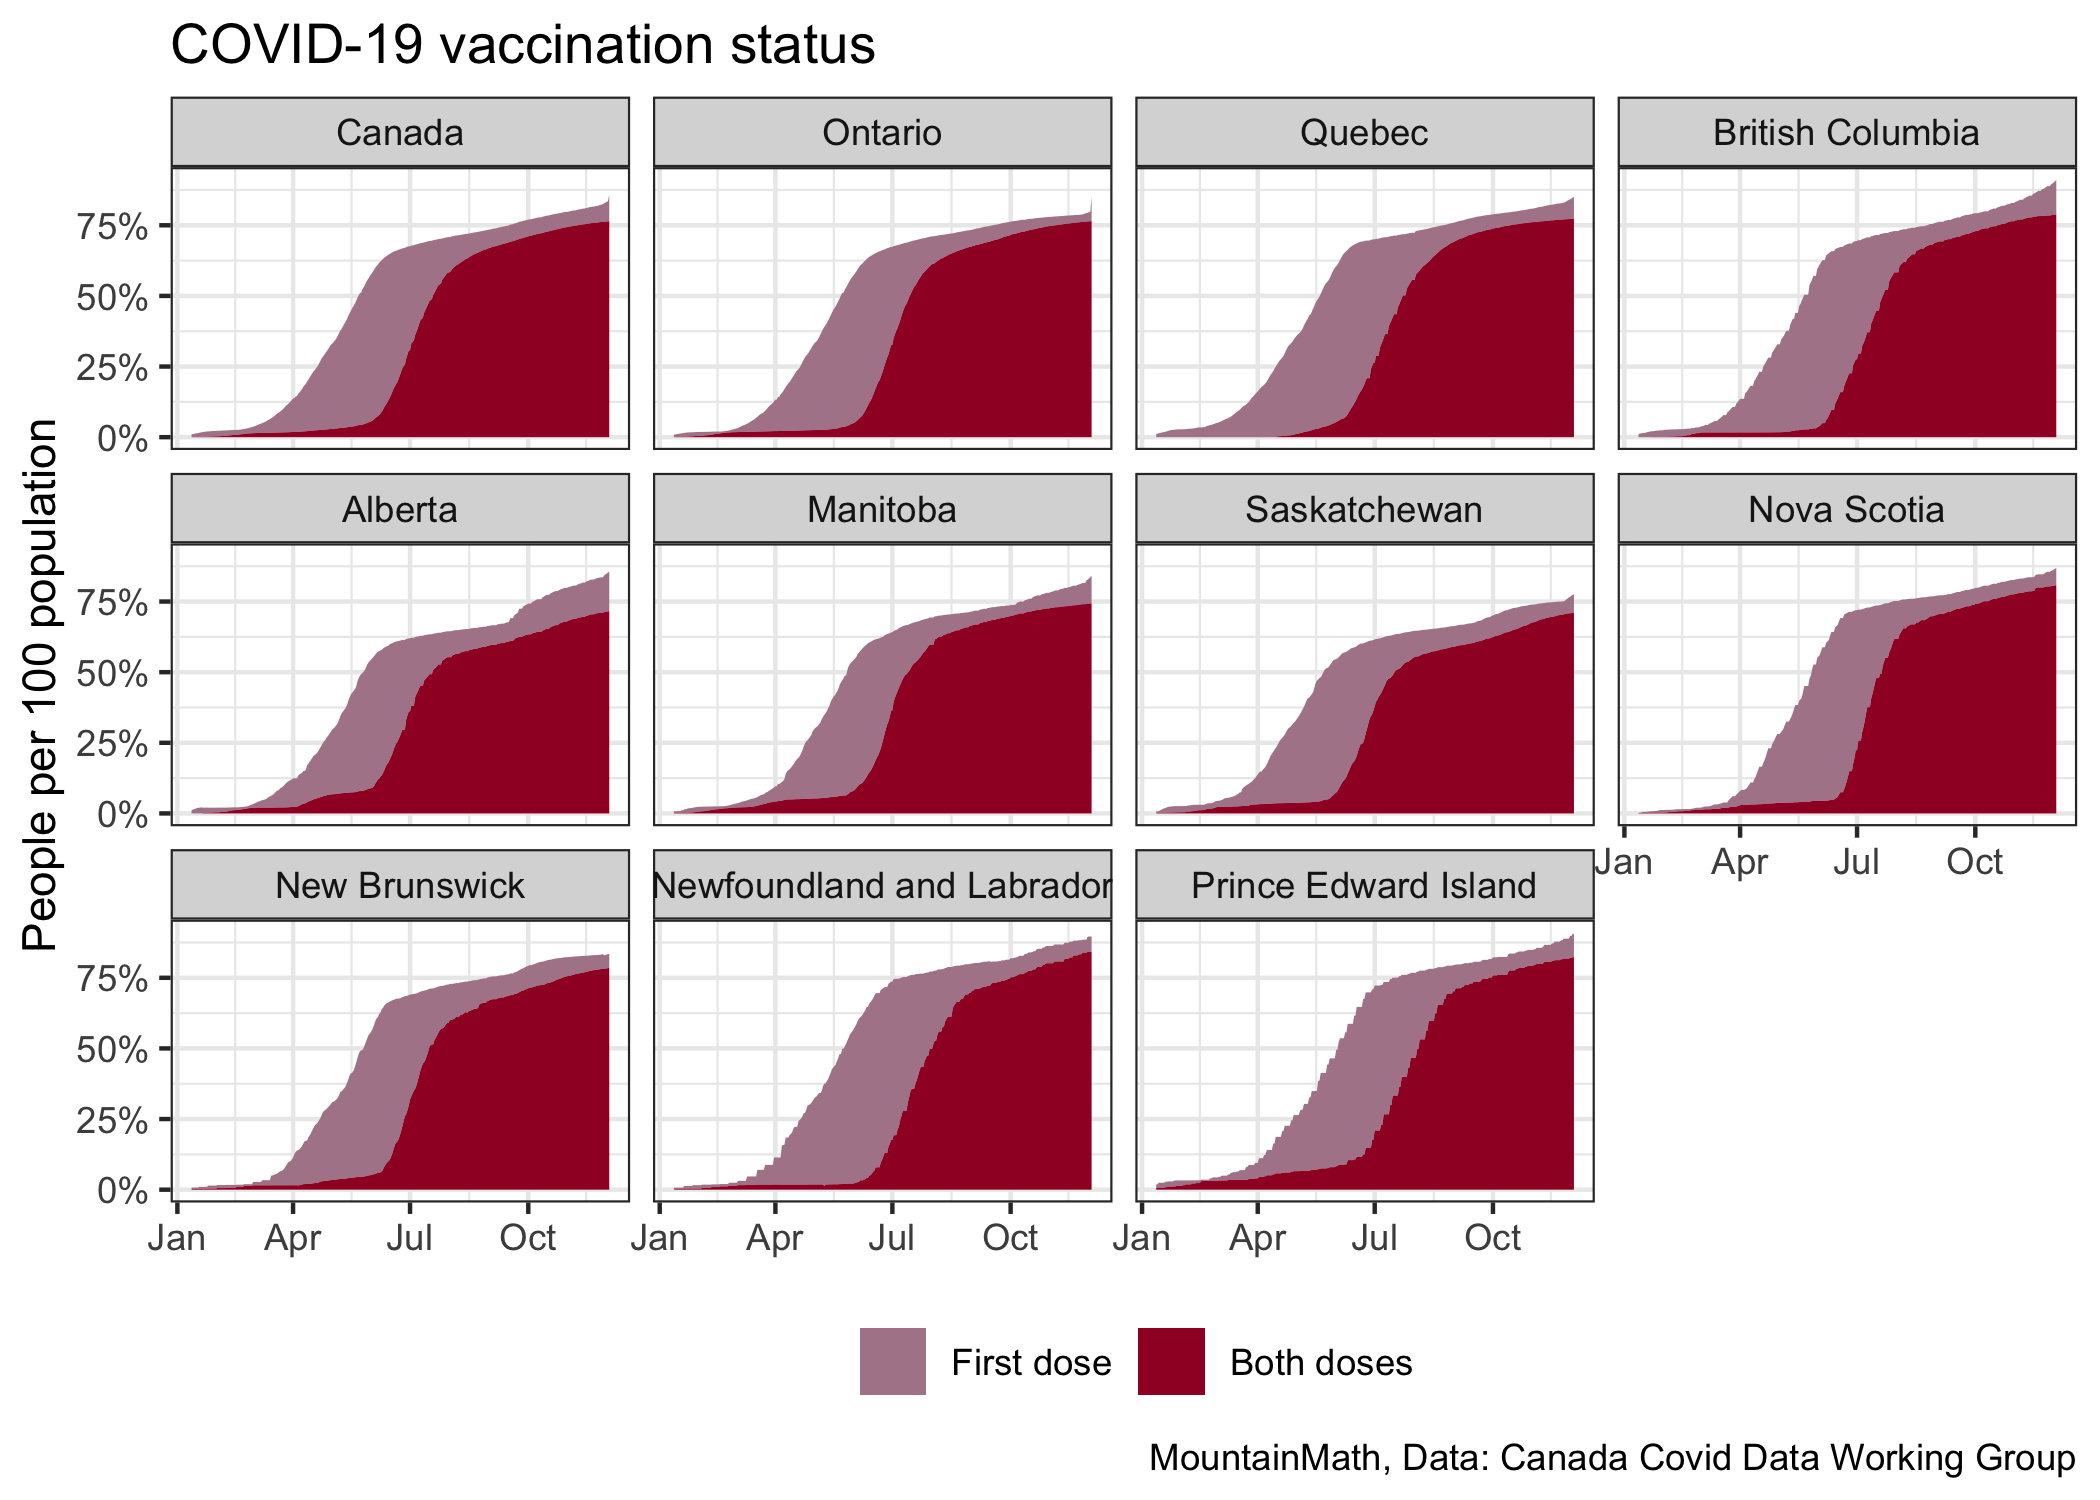 COVID-19 vaccination status
People per 100 population
Canada
Ontario
Quebec
British Columbia
75%
50%
25%
0%
Alberta
Manitoba
Saskatchewan
Nova Scotia
75%
50%
25%
0%
Jan Apr Jul Oct
New Brunswick
Newfoundland and Labrador
Prince Edward Island
75%
50%
25%
0%
Jan Apr Jul Oct
Jan Apr Jul Oct
Jan Apr Jul Oct
First dose
Both doses
MountainMath, Data: Canada Covid Data Working Group